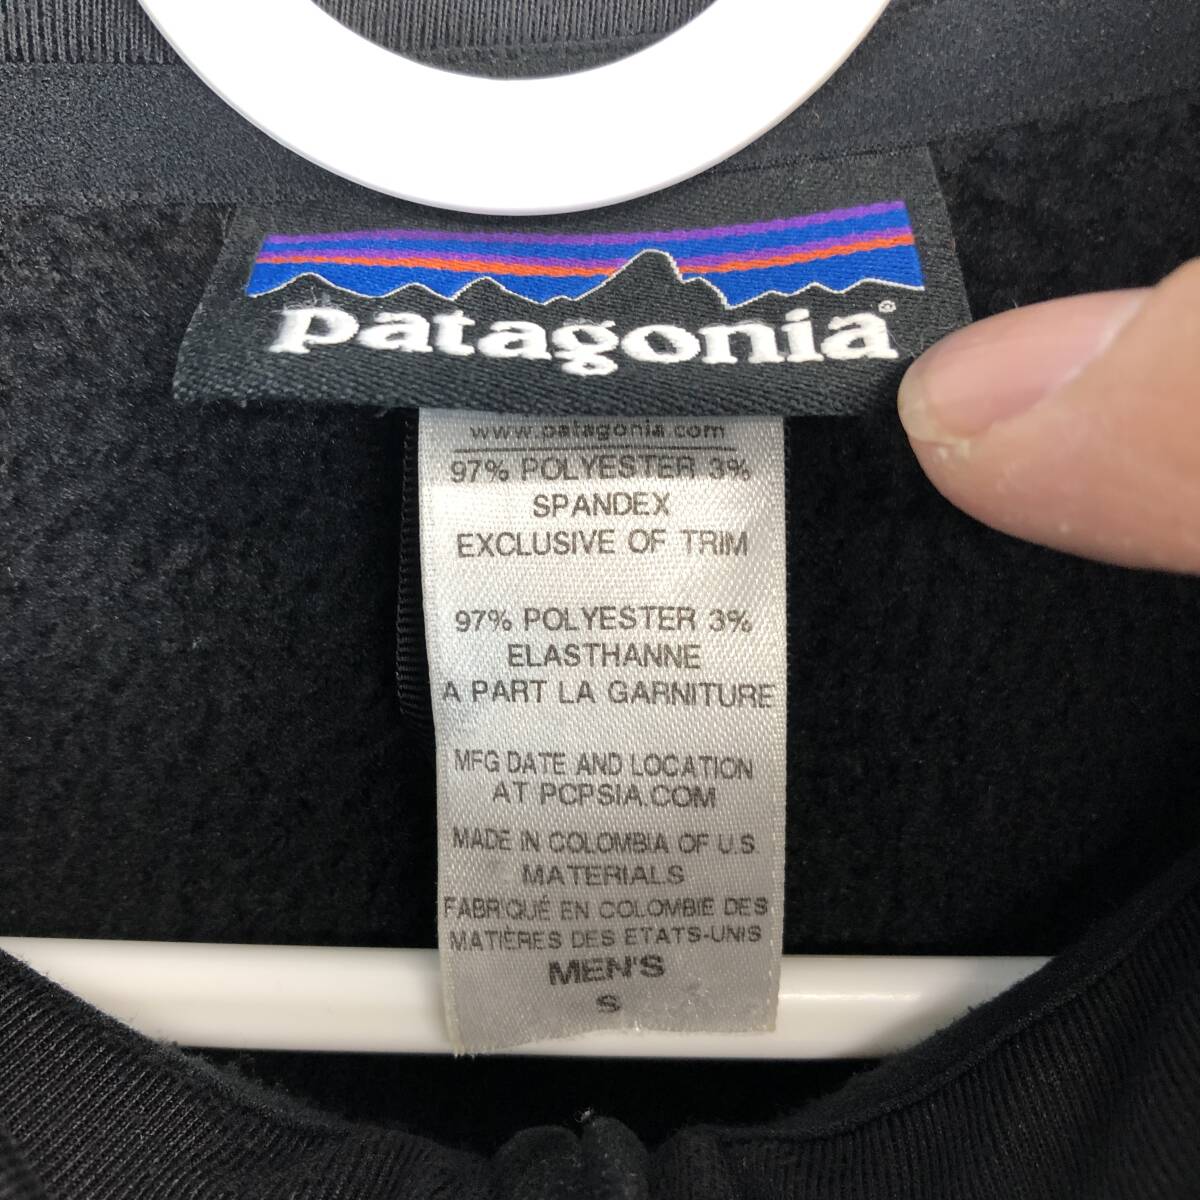 patagonia®
www.patagonia.com
97% POLYESTER 3%
SPANDEX
EXCLUSIVE OF TRIM
97% POLYESTER 3%
ELASTHANNE
A PART LA GARNITURE
MFG DATE AND LOCATION
AT PCPSIA.COM
MADE IN COLOMBIA OF U.S.
MATERIALS
FABRIQUÉ EN COLOMBIE DES
MATIÈRES DES ETATS-UNIS
MEN'S
S